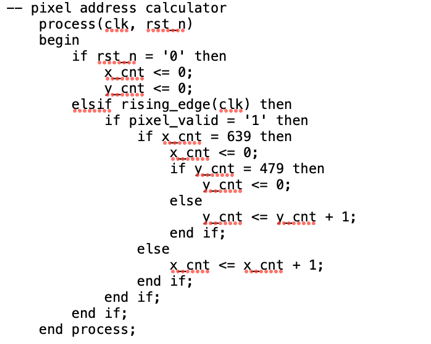 -- pixel address calculator
    process(clk, rst_n)
    begin
        if rst_n = '0' then
            x_cnt <= 0;
            y_cnt <= 0;
        elsif rising_edge(clk) then
            if pixel_valid = '1' then
                if x_cnt = 639 then
                    x_cnt <= 0;
                    if y_cnt = 479 then
                        y_cnt <= 0;
                    else
                        y_cnt <= y_cnt + 1;
                    end if;
                else
                    x_cnt <= x_cnt + 1;
                end if;
            end if;
        end if;
    end process;